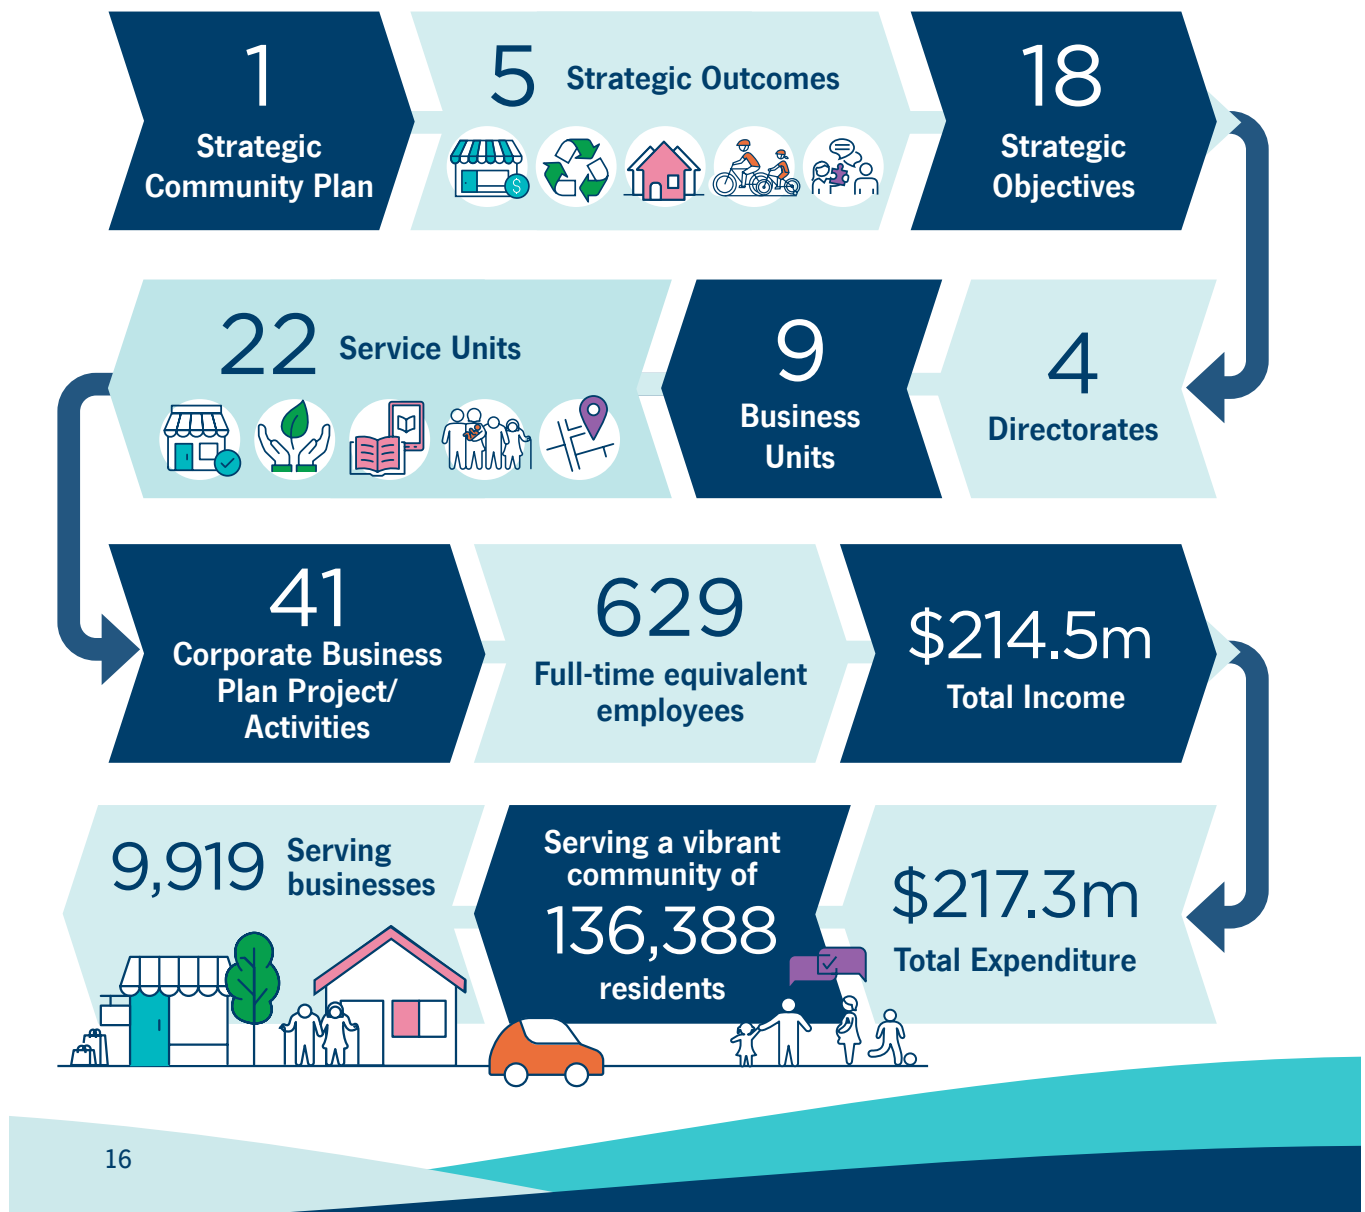 1
Strategic
Community Plan
5 Strategic Outcomes
$
18
Strategic
Objectives
4
Directorates
9
Business
Units
22 Service Units
41
Corporate Business
Plan Project/
Activities
629
Full-time equivalent
employees
$214.5m
Total Income
$217.3m
Total Expenditure
Serving a vibrant
community of
136,388
residents
9,919 Serving
businesses
16